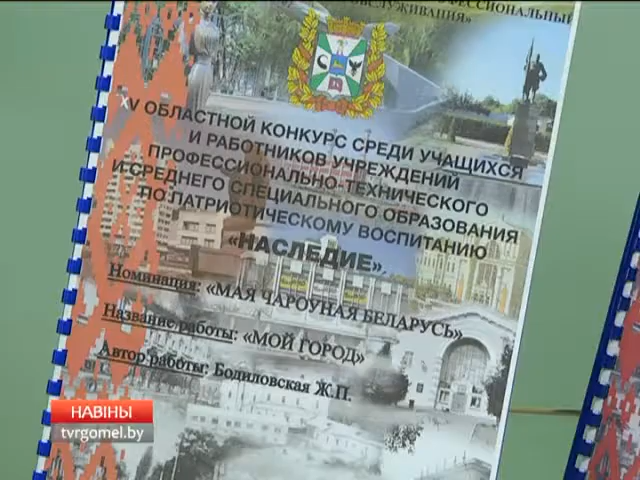 ПРОФЕССИОНАЛЬНЫЙ
ОБСЛУЖИВАНИЯ»
XV ОБЛАСТНОЙ КОНКУРС СРЕДИ УЧАЩИХСЯ
И РАБОТНИКОВ УЧРЕЖДЕНИЙ
ПРОФЕССИОНАЛЬНО-ТЕХНИЧЕСКОГО
И СРЕДНЕГО СПЕЦИАЛЬНОГО ОБРАЗОВАНИЯ
ПО ПАТРИОТИЧЕСКОМУ ВОСПИТАНИЮ
«НАСЛЕДИЕ»
Номинация: «МАЯ ЧАРОУНАЯ БЕЛАРУСЬ»
Название работы: «МОЙ ГОРОД»
Автор работы: Бодиловская Ж.П.
НАВІНЫ
tvrgomel.by